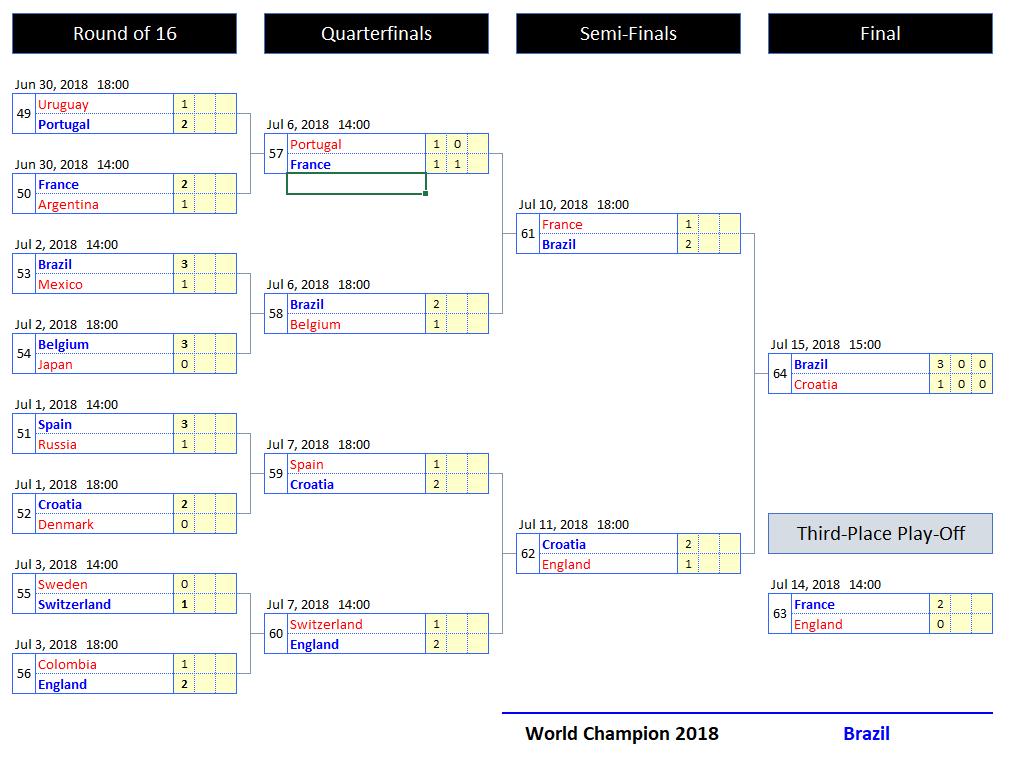 Round of 16
Quarterfinals
Semi-Finals
Final
Jun 30, 2018 18:00
49
Uruguay 1
Portugal 2
Jun 30, 2018 14:00
50
France 2
Argentina 1
Jul 2, 2018 14:00
53
Brazil 3
Mexico 1
Jul 2, 2018 18:00
54
Belgium 3
Japan 0
Jul 1, 2018 14:00
51
Spain 3
Russia 1
Jul 1, 2018 18:00
52
Croatia 2
Denmark 0
Jul 3, 2018 14:00
55
Sweden 0
Switzerland 1
Jul 3, 2018 18:00
56
Colombia 1
England 2
Jul 6, 2018 14:00
57
Portugal 1 0
France 1 1
Jul 6, 2018 18:00
58
Brazil 2
Belgium 1
Jul 7, 2018 18:00
59
Spain 1
Croatia 2
Jul 7, 2018 14:00
60
Switzerland 1
England 2
Jul 10, 2018 18:00
61
France 1
Brazil 2
Jul 11, 2018 18:00
62
Croatia 2
England 1
Jul 15, 2018 15:00
64
Brazil 3 0 0
Croatia 1 0 0
Third-Place Play-Off
Jul 14, 2018 14:00
63
France 2
England 0
World Champion 2018 Brazil